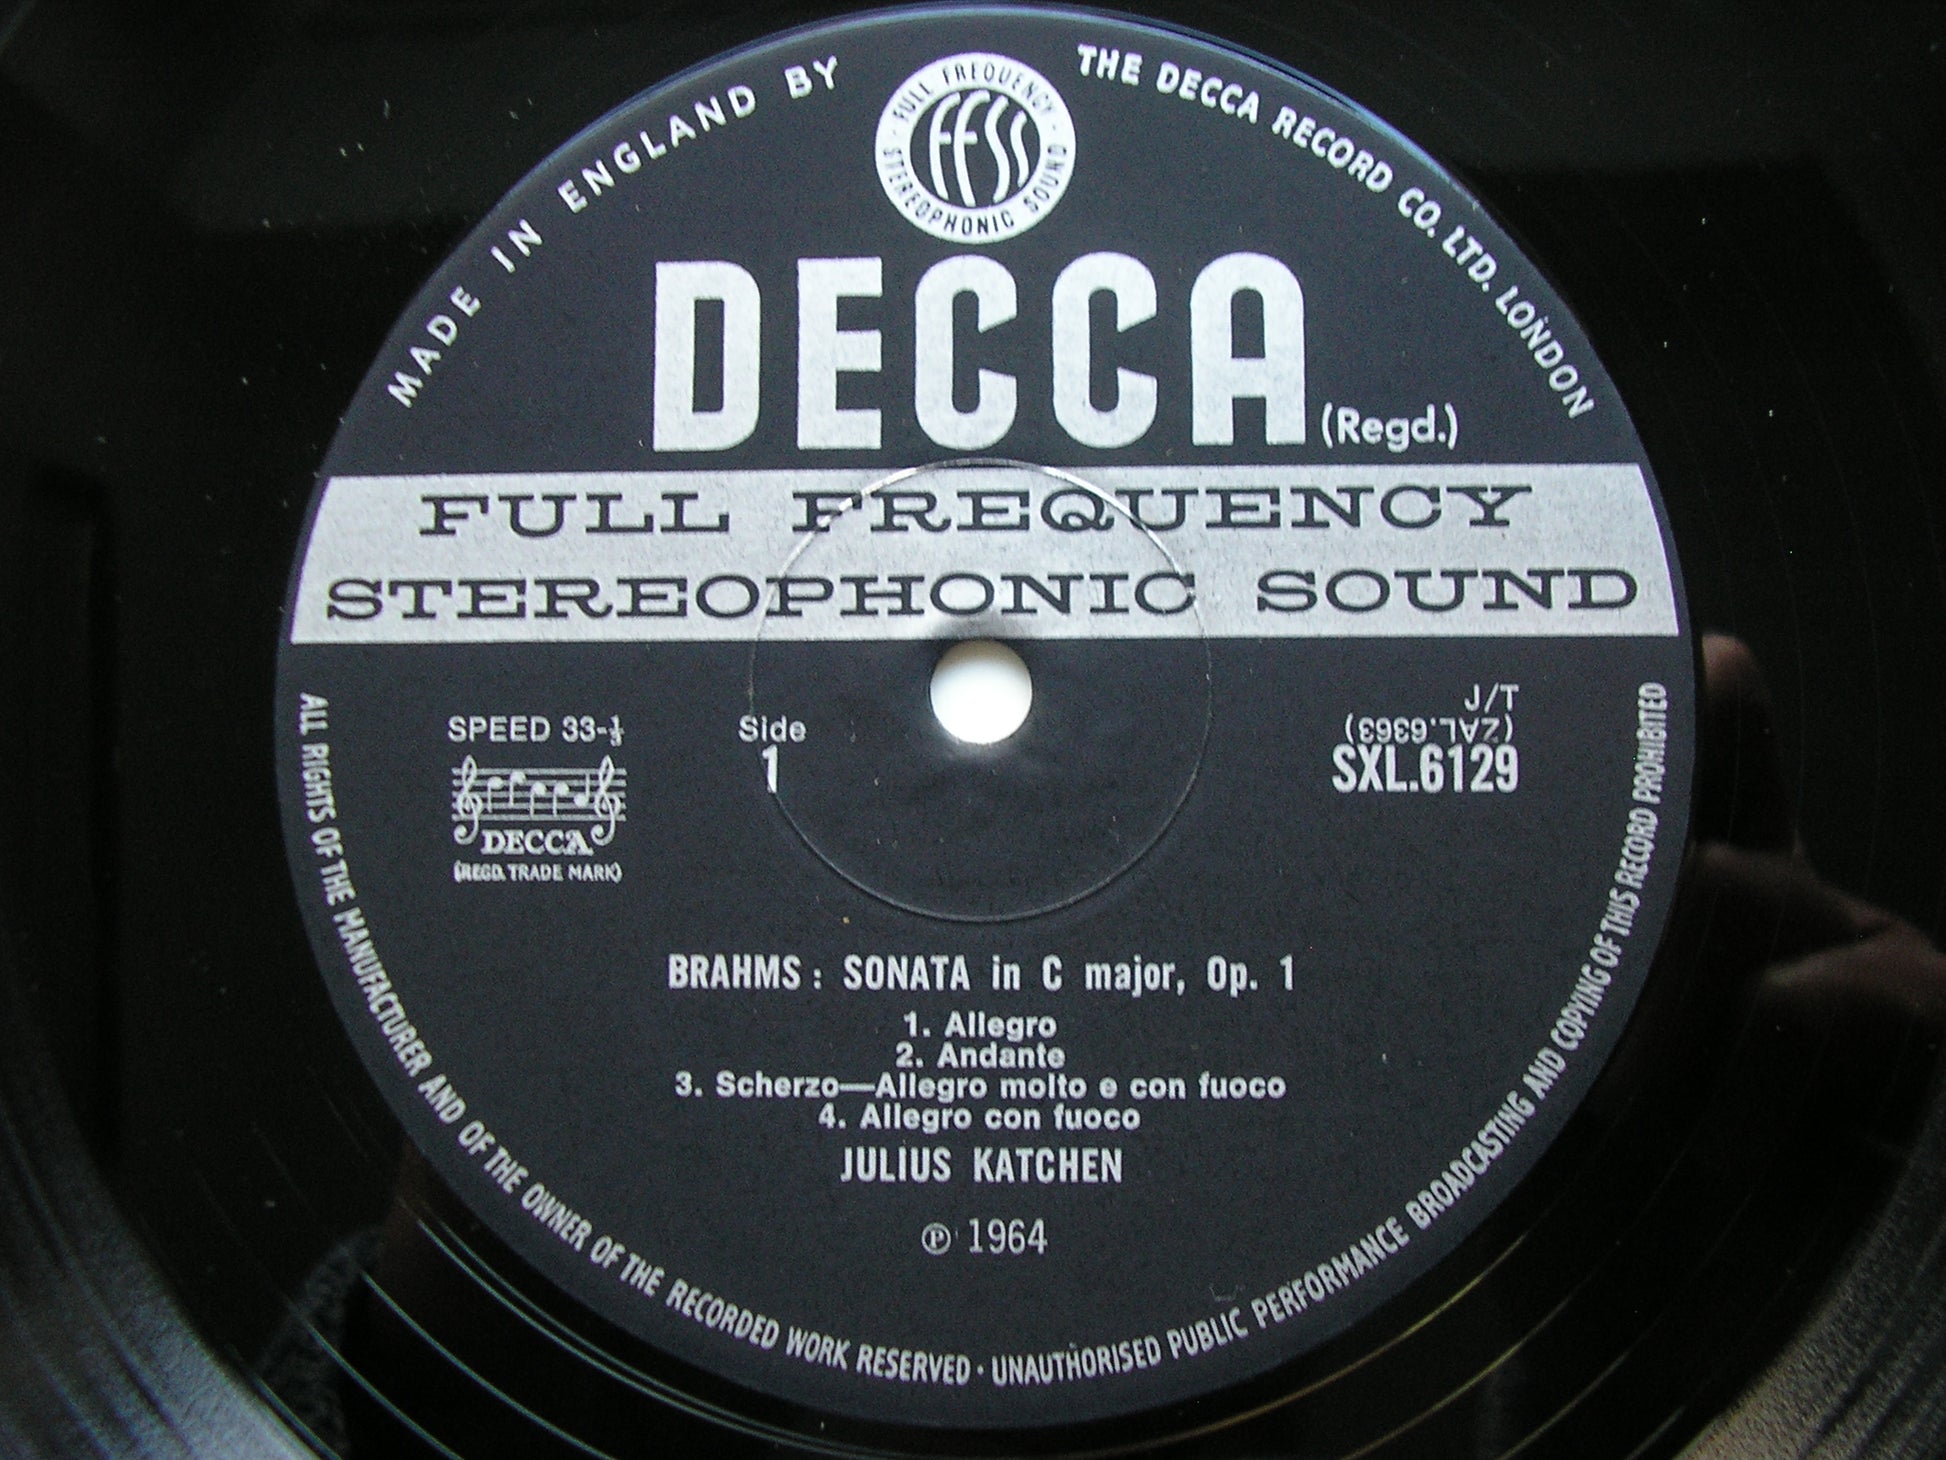 MADE IN ENGLAND BY
THE DECCA RECORD CO. LTD. LONDON
FULL FREQUENCY
FFSS
STEREOPHONIC SOUND
DECCA (Regd.)
FULL FREQUENCY
STEREOPHONIC SOUND
J/T
(ZAL.6363)
SPEED 33-⅓
Side
1
SXL.6129
DECCA
(REGD. TRADE MARK)
BRAHMS: SONATA in C major, Op. 1
1. Allegro
2. Andante
3. Scherzo—Allegro molto e con fuoco
4. Allegro con fuoco
JULIUS KATCHEN
℗ 1964
ALL RIGHTS OF THE MANUFACTURER AND OF THE OWNER OF THE RECORDED WORK RESERVED · UNAUTHORISED PUBLIC PERFORMANCE BROADCASTING AND COPYING OF THIS RECORD PROHIBITED